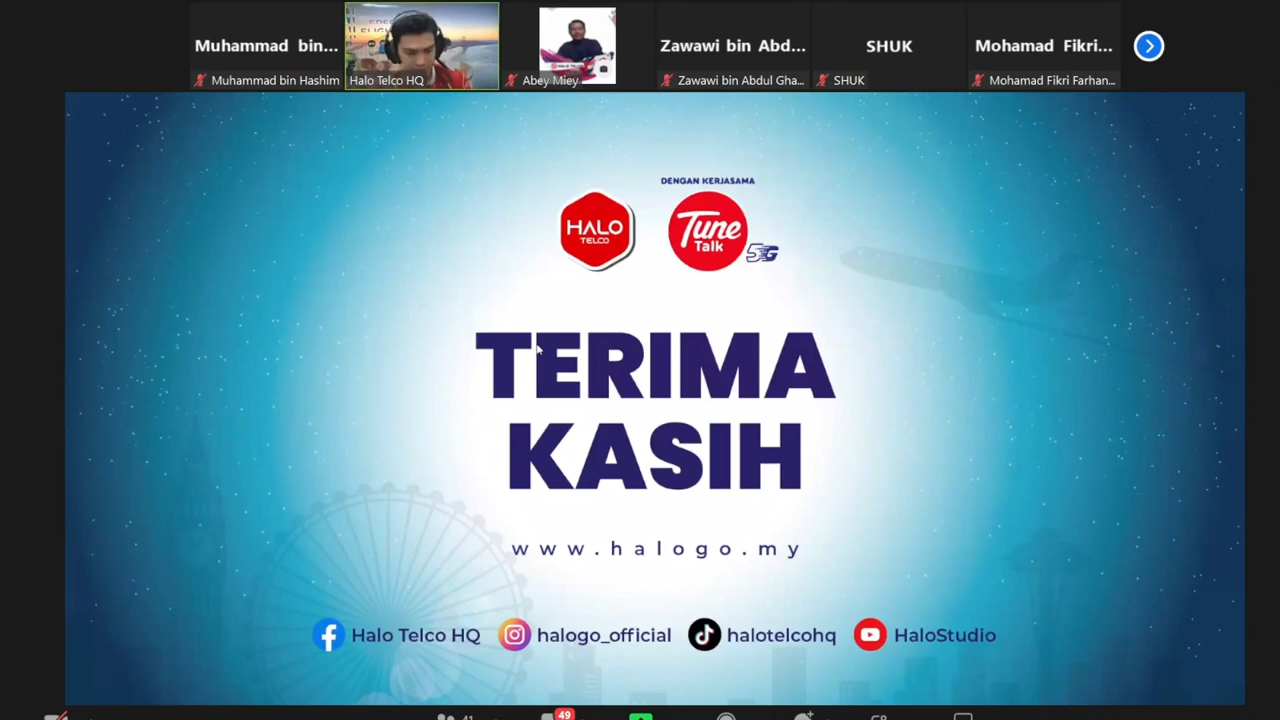 Muhammad bin...
Zawawi bin Abd...
SHUK
Mohamad Fikri...
Muhammad bin Hashim
Halo Telco HQ
Abey Miey
Zawawi bin Abdul Gha...
SHUK
Mohamad Fikri Farhan...
DENGAN KERJASAMA
HALO
TELCO
Tune
Talk
5G
TERIMA
KASIH
www.halogo.my
Halo Telco HQ
halogo_official
halotelcohq
HaloStudio
49